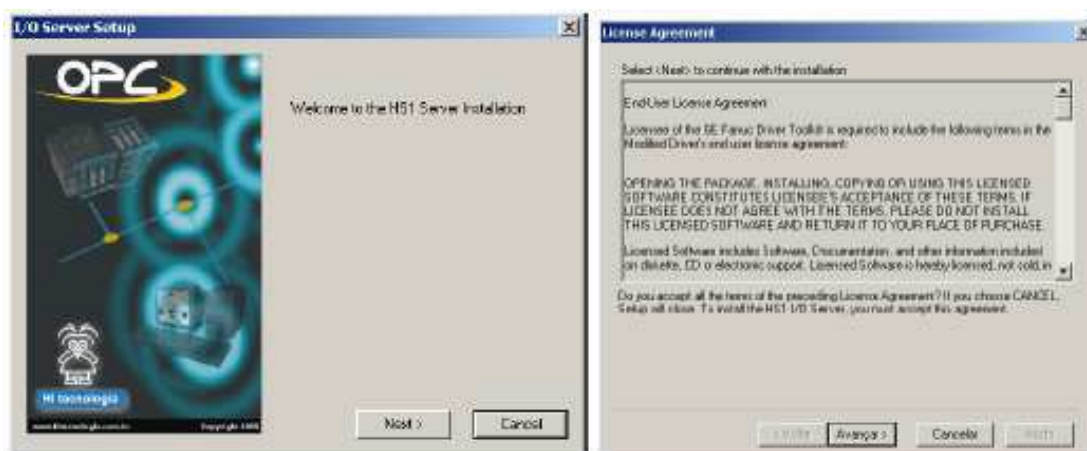 I/O Server Setup
OPC
Welcome to the HS1 Server Installation
HI tecnologia
www.hitecnologia.com.br
Copyright
Next >
Cancel
License Agreement
Select <Next> to continue with the installation
End-User License Agreement
Licensee of the GE Fanuc Driver Toolkit is required to include the following terms in the
Modified Driver's end user license agreement:
OPENING THE PACKAGE, INSTALLING, COPYING OR USING THIS LICENSED
SOFTWARE CONSTITUTES LICENSEE'S ACCEPTANCE OF THESE TERMS. IF
LICENSEE DOES NOT AGREE WITH THE TERMS, PLEASE DO NOT INSTALL
THIS LICENSED SOFTWARE AND RETURN IT TO YOUR PLACE OF PURCHASE.
Licensed Software includes Software, Documentation, and other information included
on diskette, CD or electronic support. Licensed Software is hereby licensed, not sold, in
Do you accept all the terms of the preceding License Agreement? If you choose CANCEL,
Setup will close. To install the HS1 I/O Server, you must accept this agreement.
Avançar >
Cancelar